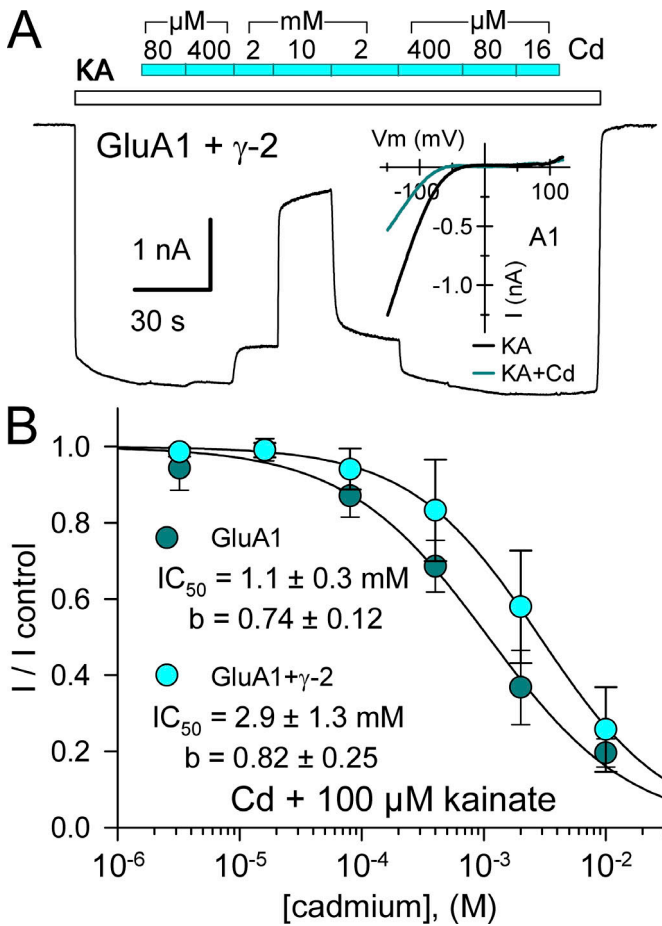 A
μM mM μM
80 400 2 10 2 400 80 16 Cd
KA
GluA1 + γ-2
Vm (mV)
-100 100
-0.5
A1
1 nA
-1.0
I (nA)
30 s
KA
KA+Cd
B
1.0
0.8
0.6
0.4
0.2
0.0
I / I control
GluA1
IC50 = 1.1 ± 0.3 mM
b = 0.74 ± 0.12
GluA1+γ-2
IC50 = 2.9 ± 1.3 mM
b = 0.82 ± 0.25
Cd + 100 μM kainate
10-6 10-5 10-4 10-3 10-2
[cadmium], (M)